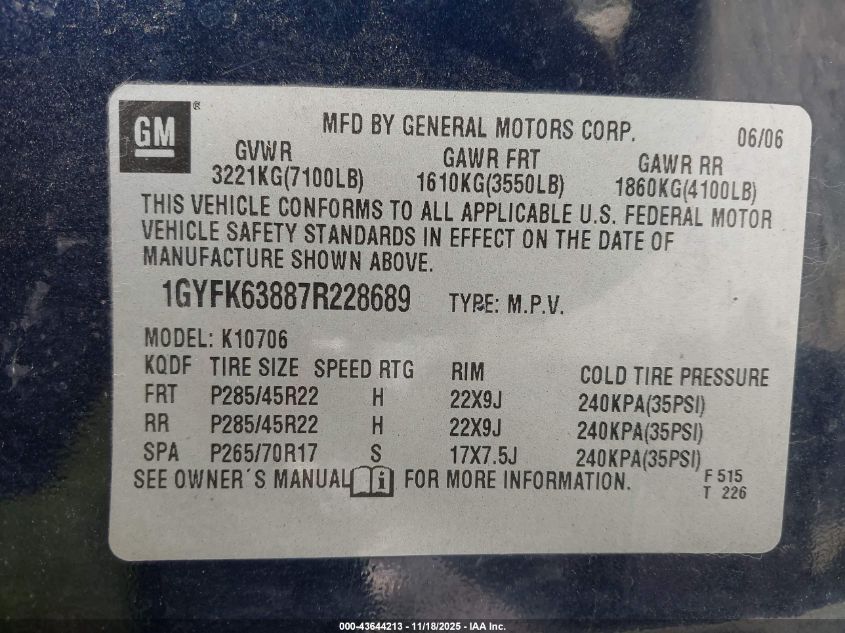 GM ®
MFD BY GENERAL MOTORS CORP. 06/06
GVWR GAWR FRT GAWR RR
3221KG(7100LB) 1610KG(3550LB) 1860KG(4100LB)
THIS VEHICLE CONFORMS TO ALL APPLICABLE U.S. FEDERAL MOTOR
VEHICLE SAFETY STANDARDS IN EFFECT ON THE DATE OF
MANUFACTURE SHOWN ABOVE.
1GYFK63887R228689 TYPE: M.P.V.
MODEL: K10706
KQDF TIRE SIZE SPEED RTG RIM COLD TIRE PRESSURE
FRT P285/45R22 H 22X9J 240KPA(35PSI)
RR P285/45R22 H 22X9J 240KPA(35PSI)
SPA P265/70R17 S 17X7.5J 240KPA(35PSI)
SEE OWNER´S MANUAL i FOR MORE INFORMATION. F 515
T 226
000-43644213 - 11/18/2025 - IAA Inc.